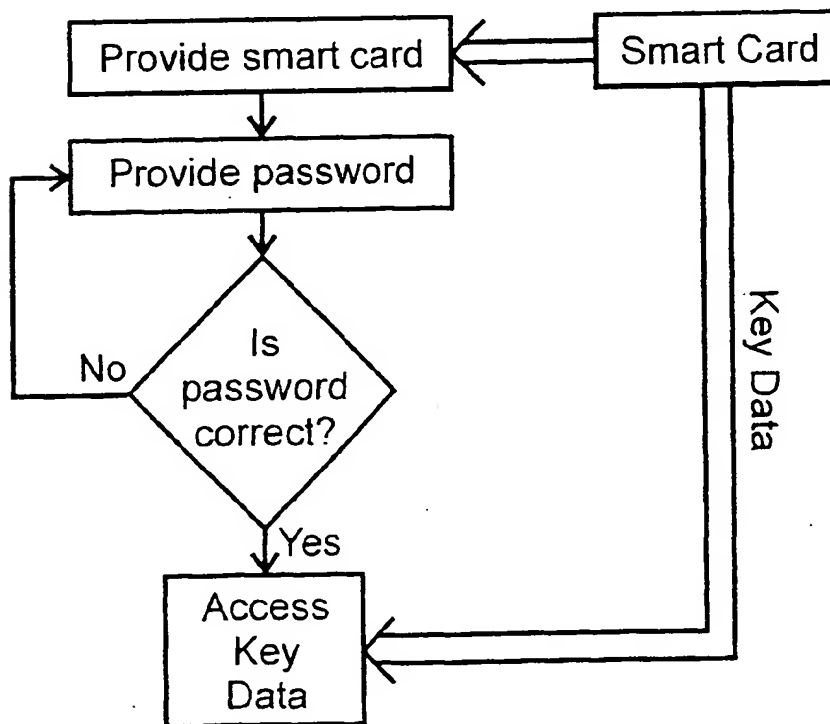 Provide smart card
Smart Card
Provide password
Is
password
correct?
No
Key Data
Yes
Access
Key
Data